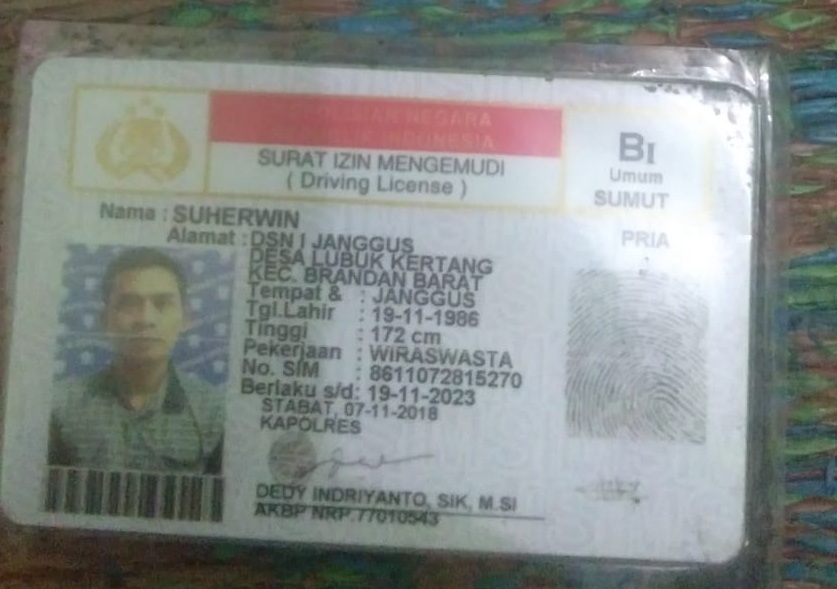 KEPOLISIAN NEGARA
REPUBLIK INDONESIA
SURAT IZIN MENGEMUDI
( Driving License )
BI
Umum
SUMUT
Nama : SUHERWIN
Alamat : DSN I JANGGUS
DESA LUBUK KERTANG
KEC. BRANDAN BARAT
PRIA
Tempat & : JANGGUS
Tgl.Lahir : 19-11-1986
Tinggi : 172 cm
Pekerjaan : WIRASWASTA
No. SIM : 8611072815270
Berlaku s/d : 19-11-2023
STABAT, 07-11-2018
KAPOLRES
DEDY INDRIYANTO, SIK, M.SI
AKBP NRP.77010543